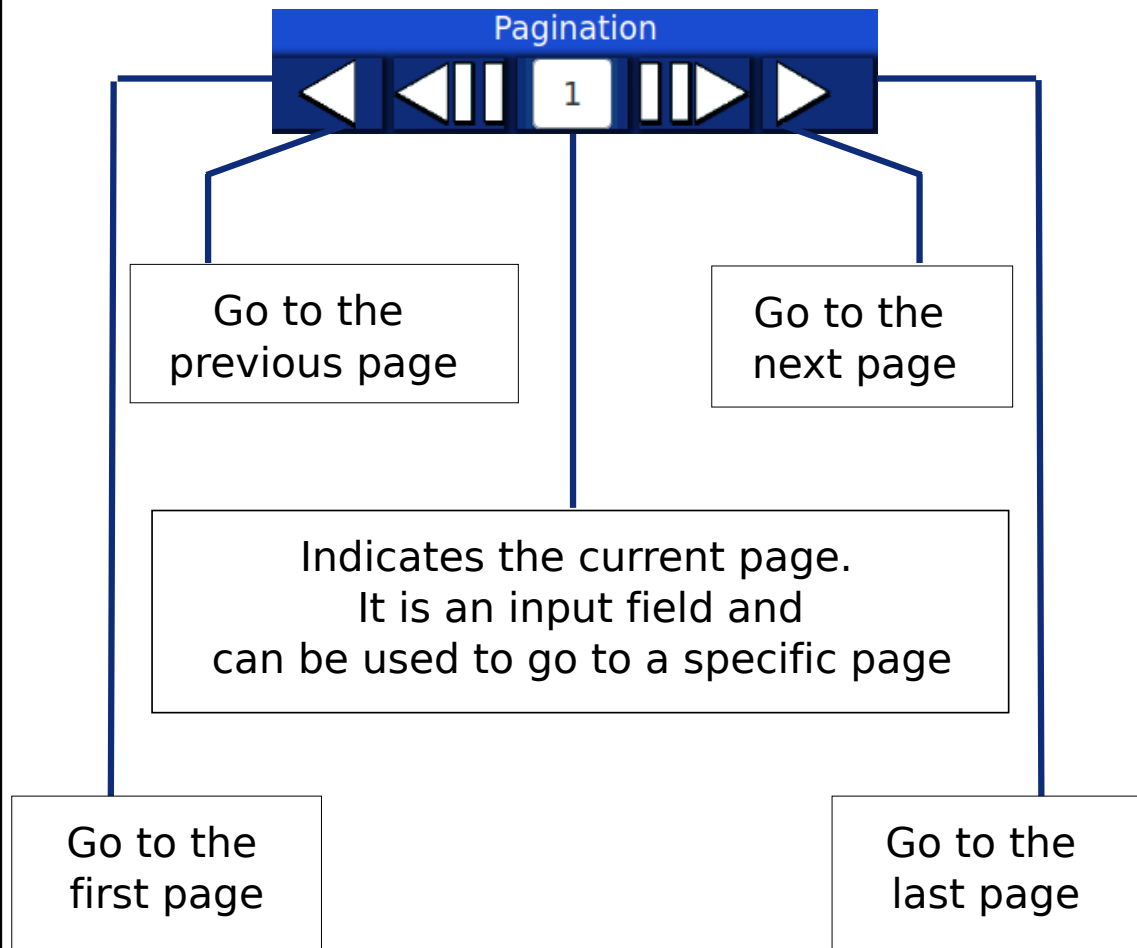 Pagination
1
Go to the
previous page
Go to the
next page
Indicates the current page.
It is an input field and
can be used to go to a specific page
Go to the
first page
Go to the
last page